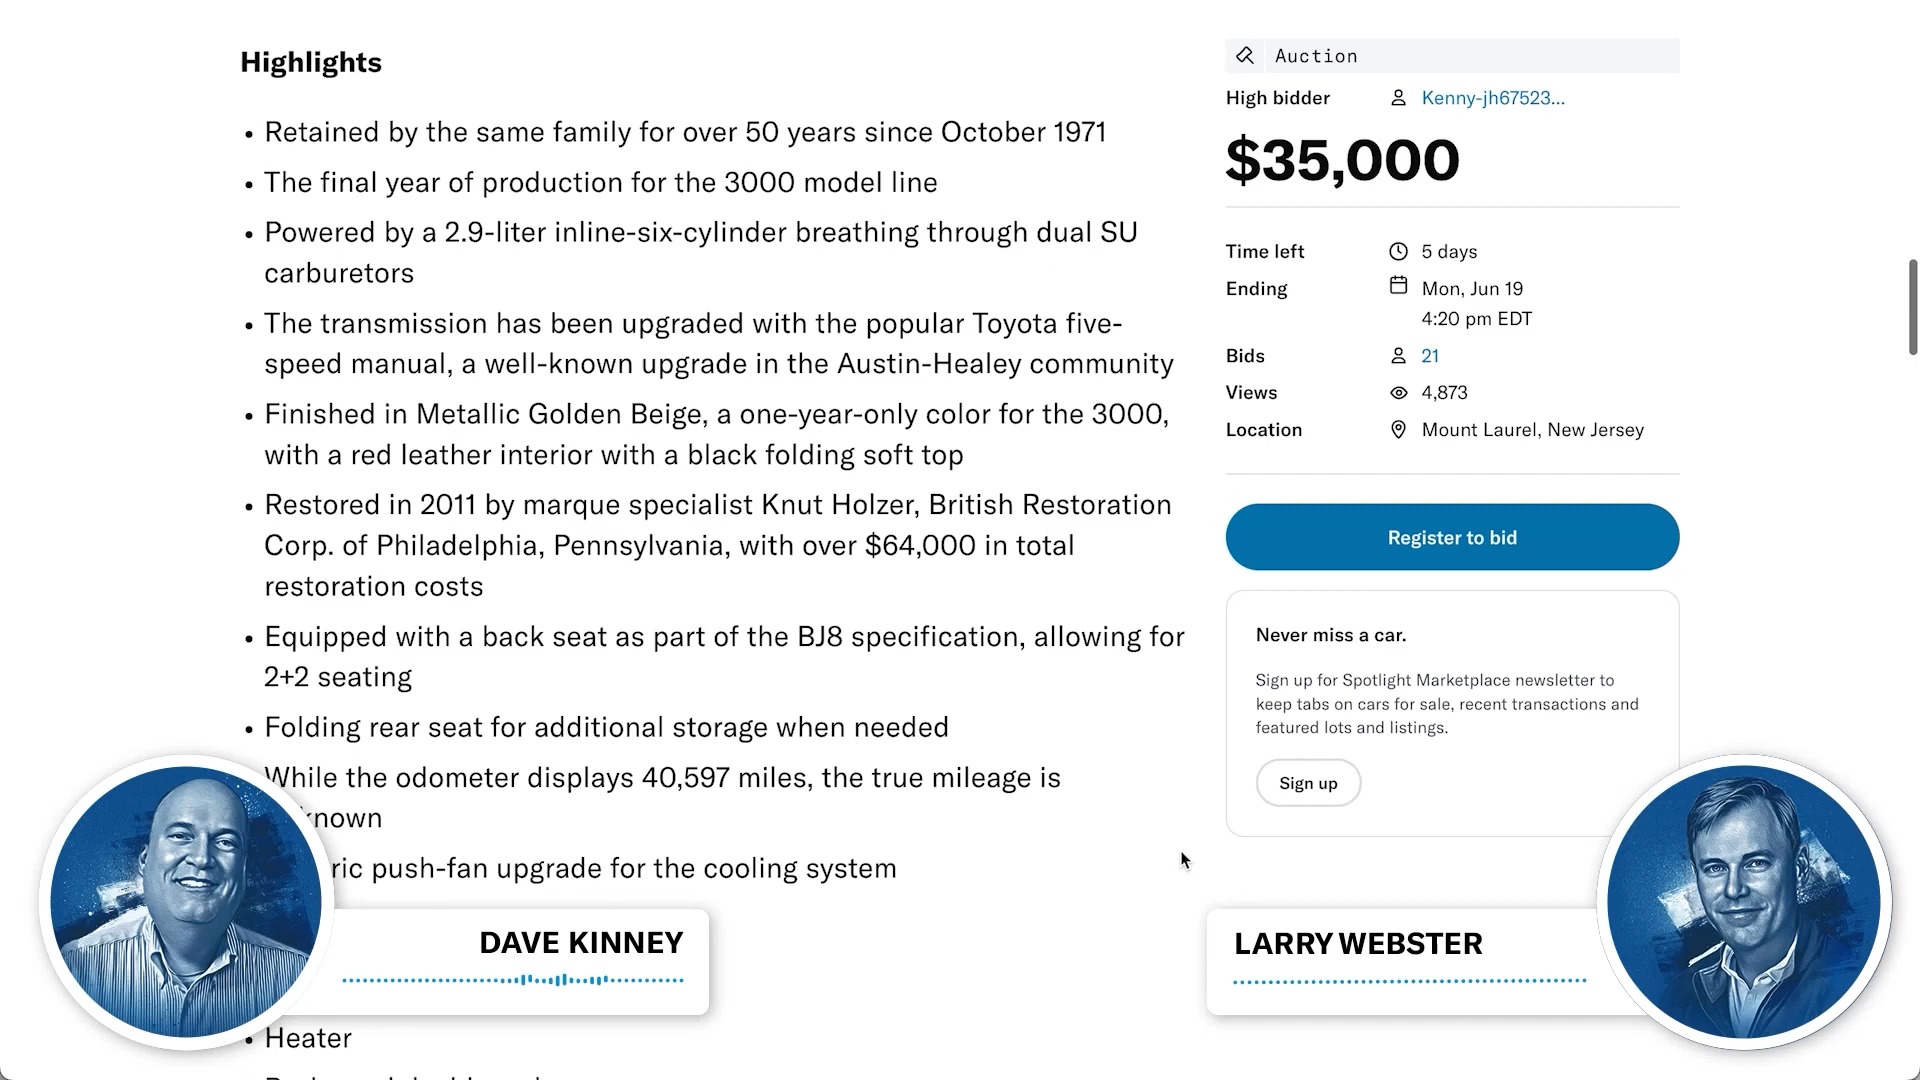 Highlights
• Retained by the same family for over 50 years since October 1971
• The final year of production for the 3000 model line
• Powered by a 2.9-liter inline-six-cylinder breathing through dual SU
carburetors
• The transmission has been upgraded with the popular Toyota five-
speed manual, a well-known upgrade in the Austin-Healey community
• Finished in Metallic Golden Beige, a one-year-only color for the 3000,
with a red leather interior with a black folding soft top
• Restored in 2011 by marque specialist Knut Holzer, British Restoration
Corp. of Philadelphia, Pennsylvania, with over $64,000 in total
restoration costs
• Equipped with a back seat as part of the BJ8 specification, allowing for
2+2 seating
• Folding rear seat for additional storage when needed
While the odometer displays 40,597 miles, the true mileage is
known
ric push-fan upgrade for the cooling system
• Heater
Auction
High bidder Kenny-jh67523...
$35,000
Time left 5 days
Ending Mon, Jun 19
4:20 pm EDT
Bids 21
Views 4,873
Location Mount Laurel, New Jersey
Register to bid
Never miss a car.
Sign up for Spotlight Marketplace newsletter to
keep tabs on cars for sale, recent transactions and
featured lots and listings.
Sign up
DAVE KINNEY
LARRY WEBSTER